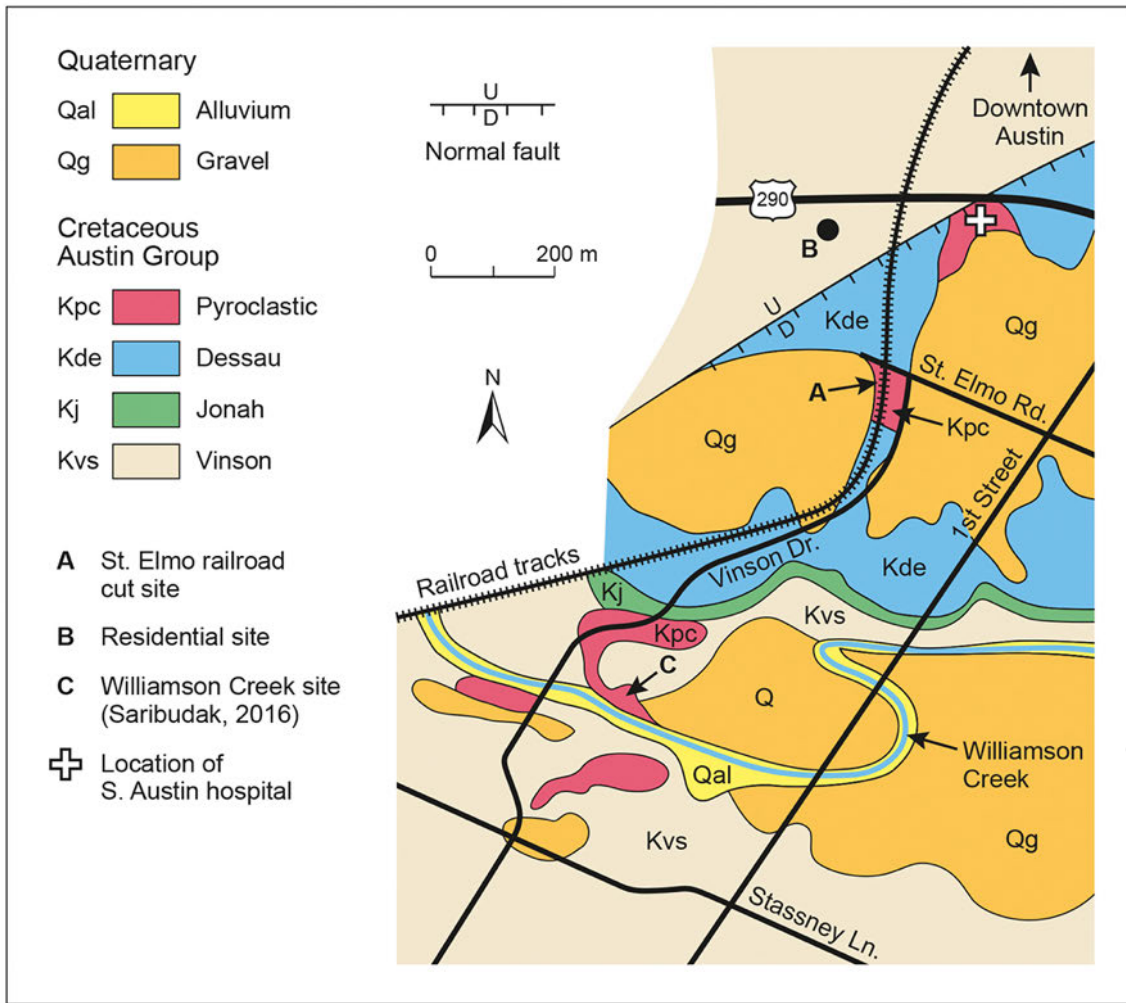 Quaternary
Qal Alluvium
Qg Gravel
Cretaceous
Austin Group
Kpc Pyroclastic
Kde Dessau
Kj Jonah
Kvs Vinson
A St. Elmo railroad
cut site
B Residential site
C Williamson Creek site
(Saribudak, 2016)
Location of
S. Austin hospital
U
D
Normal fault
0 200 m
N
Downtown
Austin
290
B
U
D
Kde
Qg
A
St. Elmo Rd.
Kpc
Qg
1st Street
Railroad tracks
Vinson Dr.
Kde
Kj
Kvs
Kpc
C
Q
Williamson
Creek
Qal
Kvs
Qg
Stassney Ln.